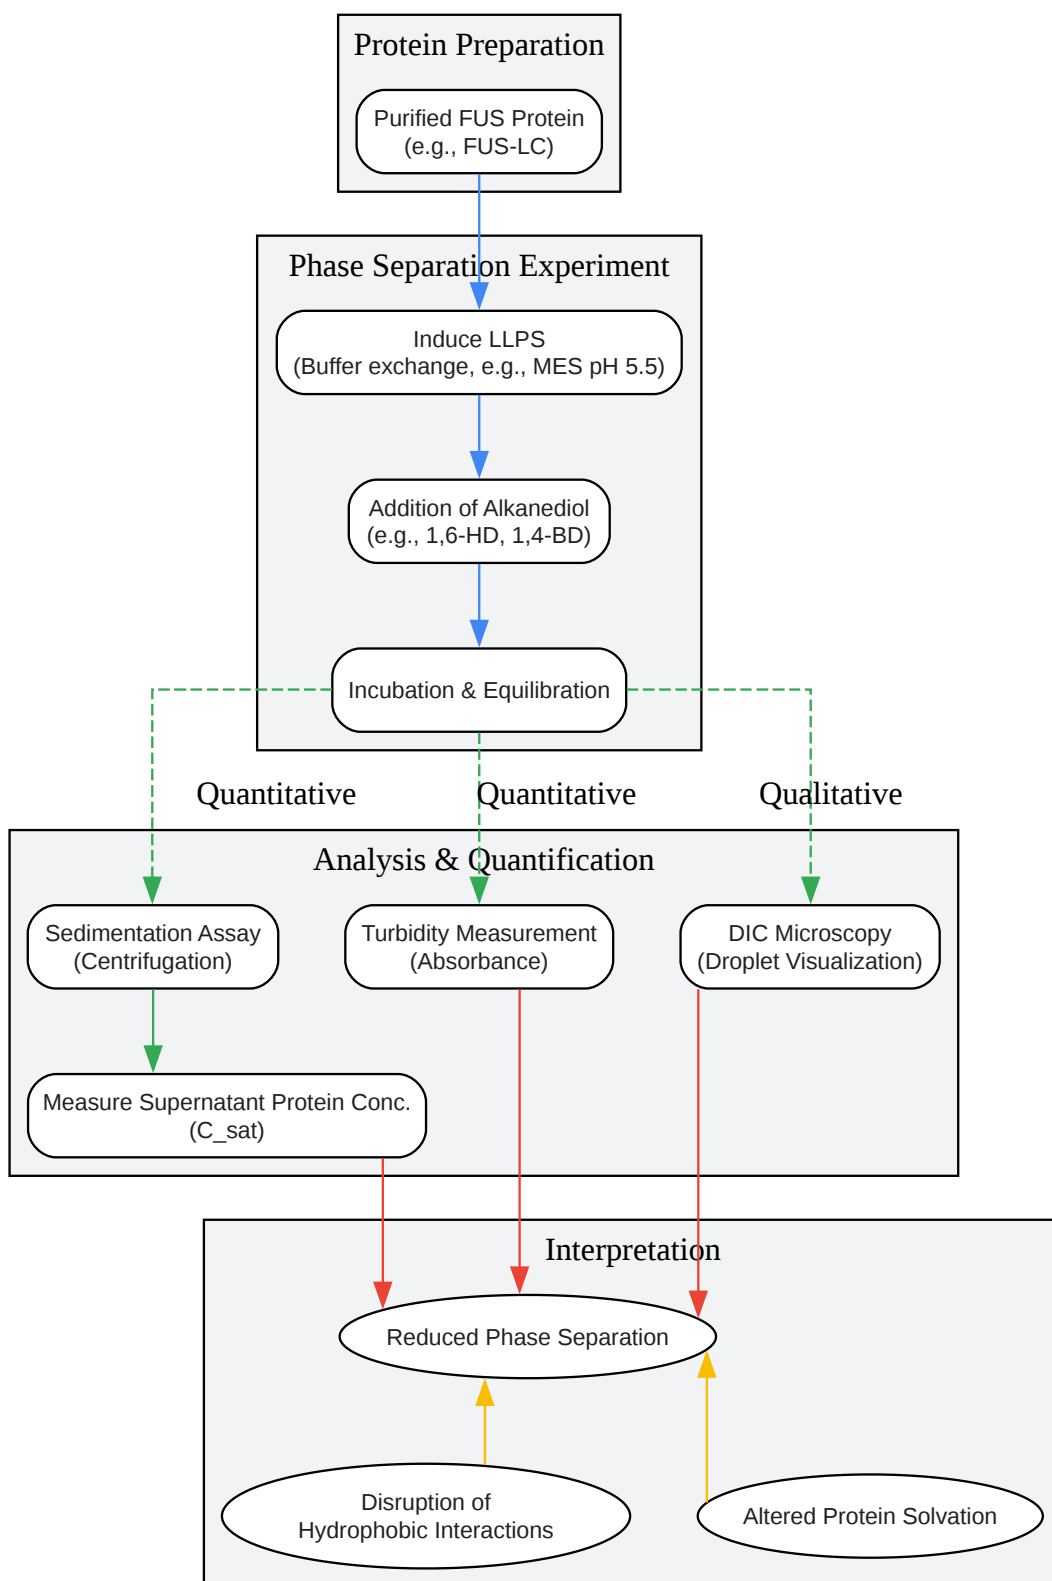 Protein Preparation
Purified FUS Protein
(e.g., FUS-LC)
Phase Separation Experiment
Induce LLPS
(Buffer exchange, e.g., MES pH 5.5)
Addition of Alkanediol
(e.g., 1,6-HD, 1,4-BD)
Incubation & Equilibration
Quantitative
Quantitative
Qualitative
Analysis & Quantification
Sedimentation Assay
(Centrifugation)
Turbidity Measurement
(Absorbance)
DIC Microscopy
(Droplet Visualization)
Measure Supernatant Protein Conc.
(C_sat)
Interpretation
Reduced Phase Separation
Disruption of
Hydrophobic Interactions
Altered Protein Solvation